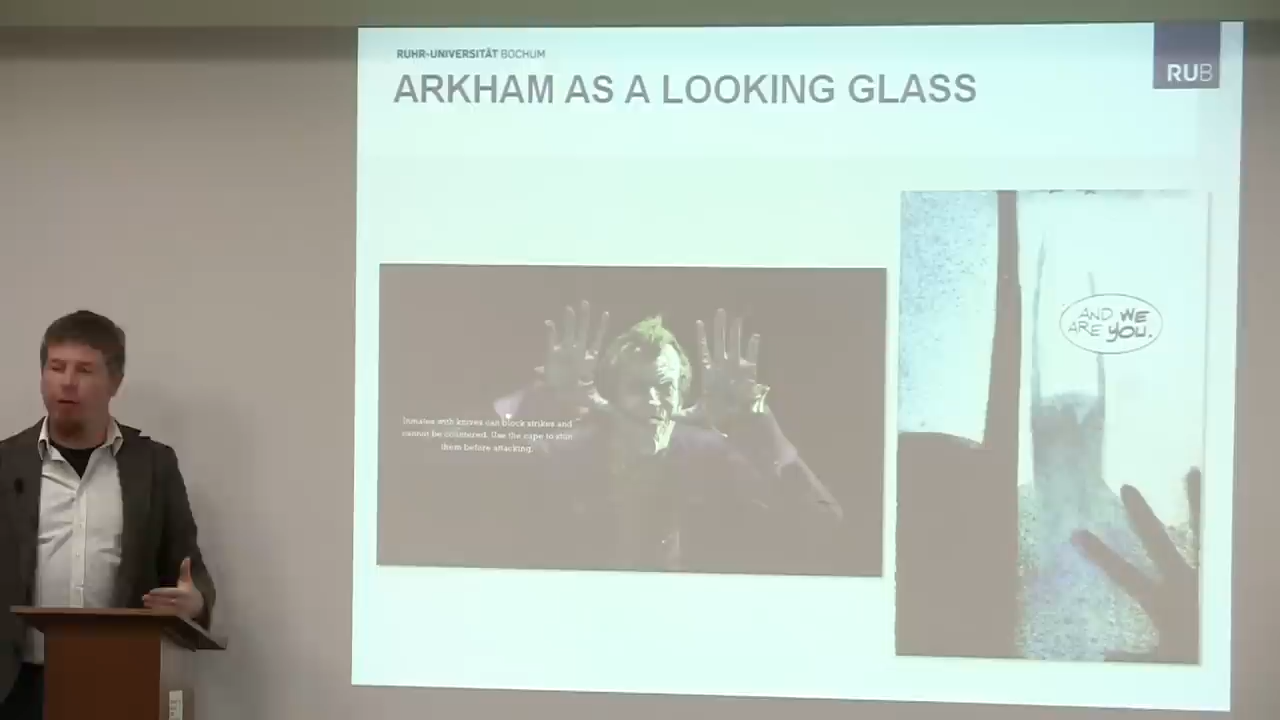 RUHR-UNIVERSITÄT BOCHUM
RUB
ARKHAM AS A LOOKING GLASS
Inmates with knives can block strikes and
cannot be countered. Use the cape to stun
them before attacking.
AND WE
ARE YOU.